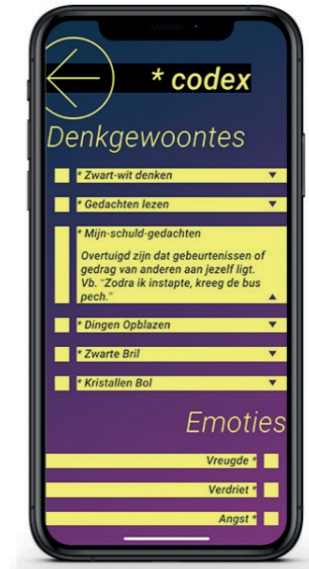 * codex
Denkgewoontes
* Zwart-wit denken
* Gedachten lezen
* Mijn-schuld-gedachten
Overtuigd zijn dat gebeurtenissen of
gedrag van anderen aan jezelf ligt.
Vb. "Zodra ik instapte, kreeg de bus
pech."
* Dingen Opblazen
* Zwarte Bril
* Kristallen Bol
Emoties
Vreugde *
Verdriet *
Angst *